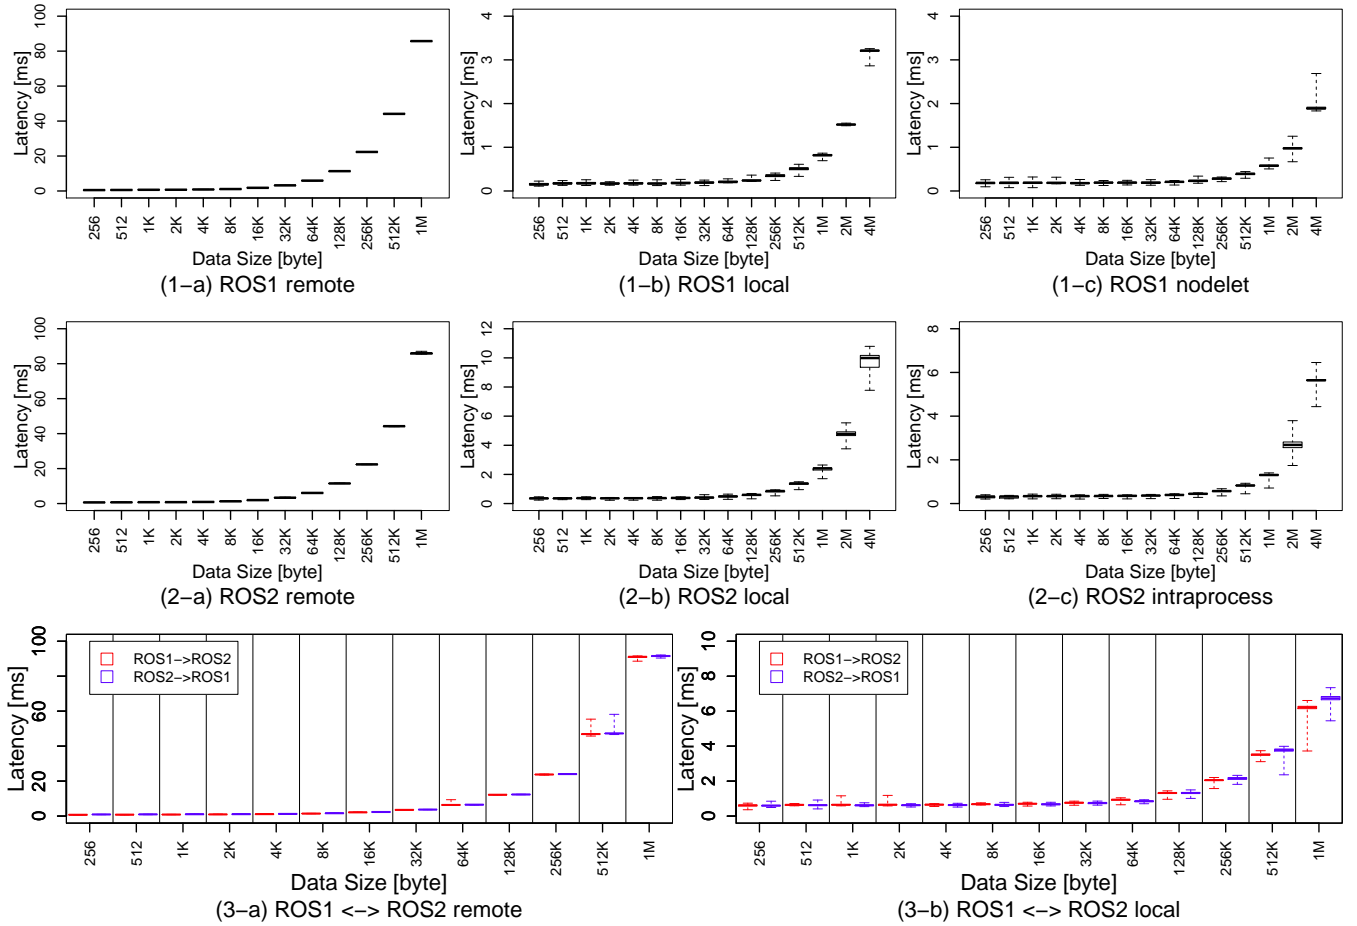 Latency [ms]
0 20 40 60 80 100
256 512 1K 2K 4K 8K 16K 32K 64K 128K 256K 512K 1M
Data Size [byte]
(1−a) ROS1 remote
Latency [ms]
0 1 2 3 4
256 512 1K 2K 4K 8K 16K 32K 64K 128K 256K 512K 1M 2M 4M
Data Size [byte]
(1−b) ROS1 local
Latency [ms]
0 1 2 3 4
256 512 1K 2K 4K 8K 16K 32K 64K 128K 256K 512K 1M 2M 4M
Data Size [byte]
(1−c) ROS1 nodelet
Latency [ms]
0 20 40 60 80 100
256 512 1K 2K 4K 8K 16K 32K 64K 128K 256K 512K 1M
Data Size [byte]
(2−a) ROS2 remote
Latency [ms]
0 2 4 6 8 10 12
256 512 1K 2K 4K 8K 16K 32K 64K 128K 256K 512K 1M 2M 4M
Data Size [byte]
(2−b) ROS2 local
Latency [ms]
0 2 4 6 8
256 512 1K 2K 4K 8K 16K 32K 64K 128K 256K 512K 1M 2M 4M
Data Size [byte]
(2−c) ROS2 intraprocess
Latency [ms]
0 20 60 100
ROS1−>ROS2
ROS2−>ROS1
256 512 1K 2K 4K 8K 16K 32K 64K 128K 256K 512K 1M
Data Size [byte]
(3−a) ROS1 <−> ROS2 remote
Latency [ms]
0 2 4 6 8 10
ROS1−>ROS2
ROS2−>ROS1
256 512 1K 2K 4K 8K 16K 32K 64K 128K 256K 512K 1M
Data Size [byte]
(3−b) ROS1 <−> ROS2 local